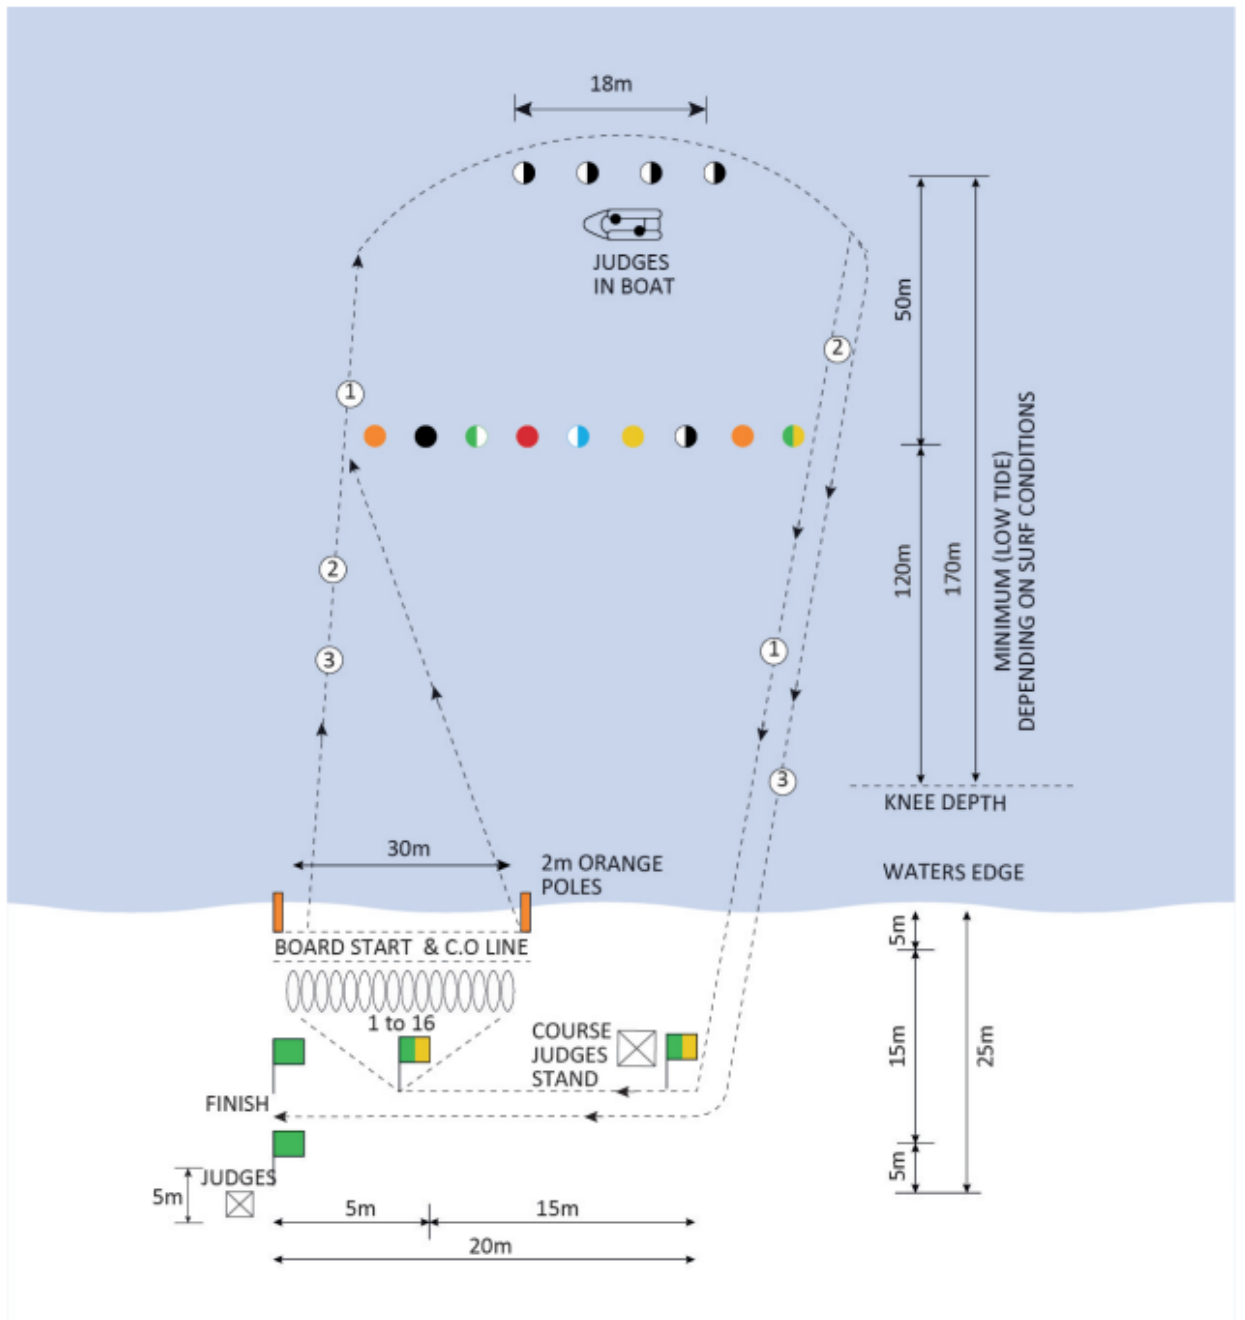 18m
JUDGES
IN BOAT
50m
2
1
MINIMUM (LOW TIDE)
DEPENDING ON SURF CONDITIONS
120m
170m
2
1
3
3
KNEE DEPTH
30m
2m ORANGE
POLES
WATERS EDGE
BOARD START & C.O LINE
5m
1 to 16
COURSE
JUDGES
STAND
15m
25m
FINISH
5m
JUDGES
5m
5m
15m
20m